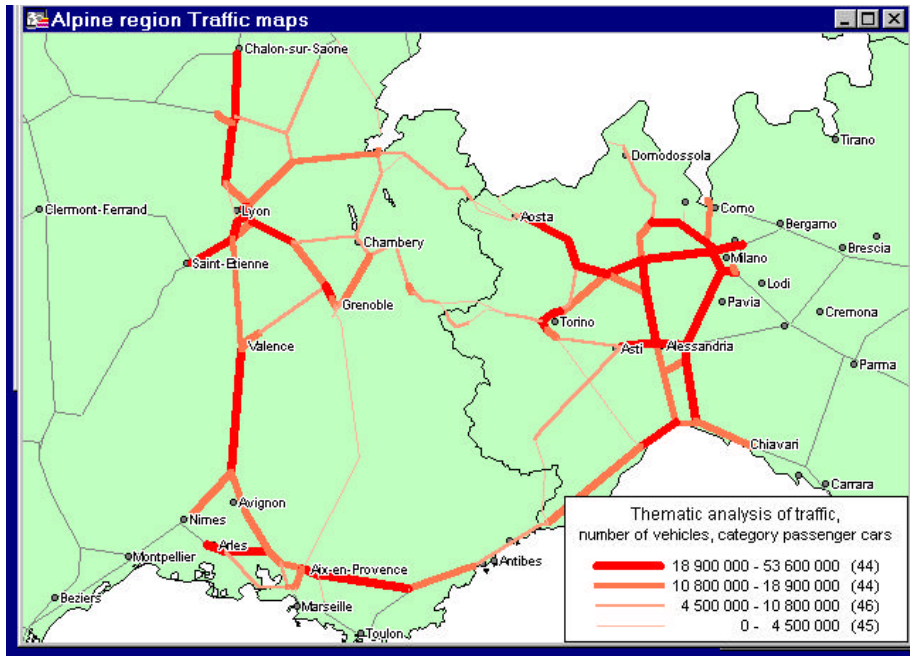 Alpine region Traffic maps
Chalon-sur-Saone
Tirano
Domodossola
Clermont-Ferrand
Lyon
Aosta
Como
Bergamo
Chambery
Brescia
Saint-Etienne
Milano
Lodi
Grenoble
Pavia
Cremona
Torino
Valence
Asti
Alessandria
Parma
Chiavari
Carrara
Avignon
Nimes
Arles
Montpellier
Aix-en-Provence
Antibes
Beziers
Marseille
Toulon
Thematic analysis of traffic,
number of vehicles, category passenger cars
18 900 000 - 53 600 000 (44)
10 800 000 - 18 900 000 (44)
4 500 000 - 10 800 000 (46)
0 - 4 500 000 (45)